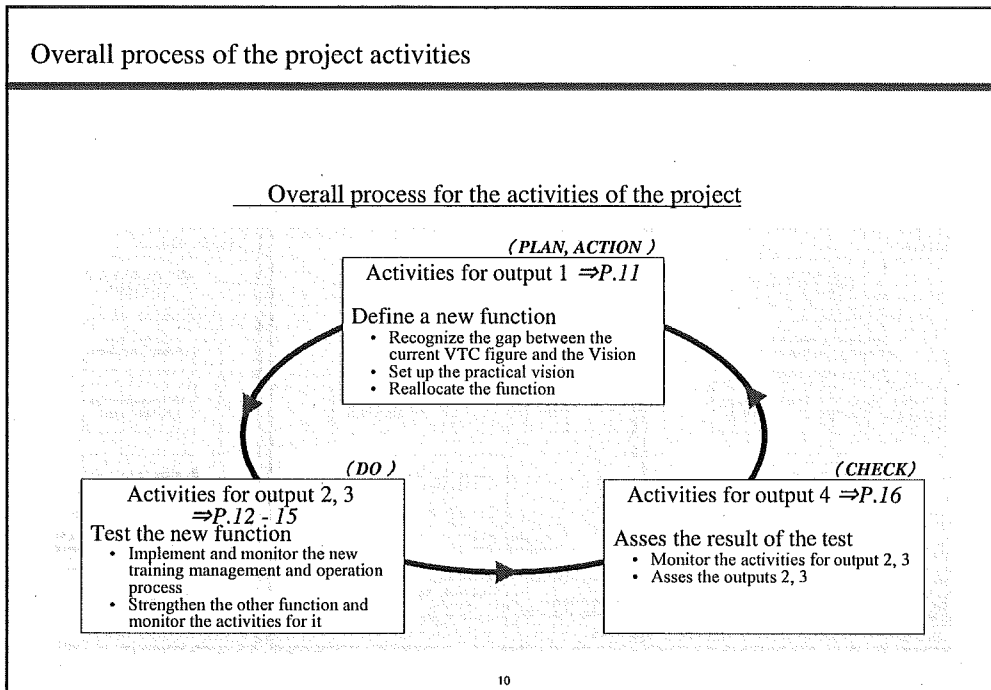 Overall process of the project activities
Overall process for the activities of the project
(PLAN, ACTION )
Activities for output 1 ⇒P.11
Define a new function
• Recognize the gap between the
current VTC figure and the Vision
• Set up the practical vision
• Reallocate the function
(DO )
Activities for output 2, 3
⇒P.12 - 15
Test the new function
• Implement and monitor the new
training management and operation
process
• Strengthen the other function and
monitor the activities for it
(CHECK)
Activities for output 4 ⇒P.16
Asses the result of the test
• Monitor the activities for output 2, 3
• Asses the outputs 2, 3
10